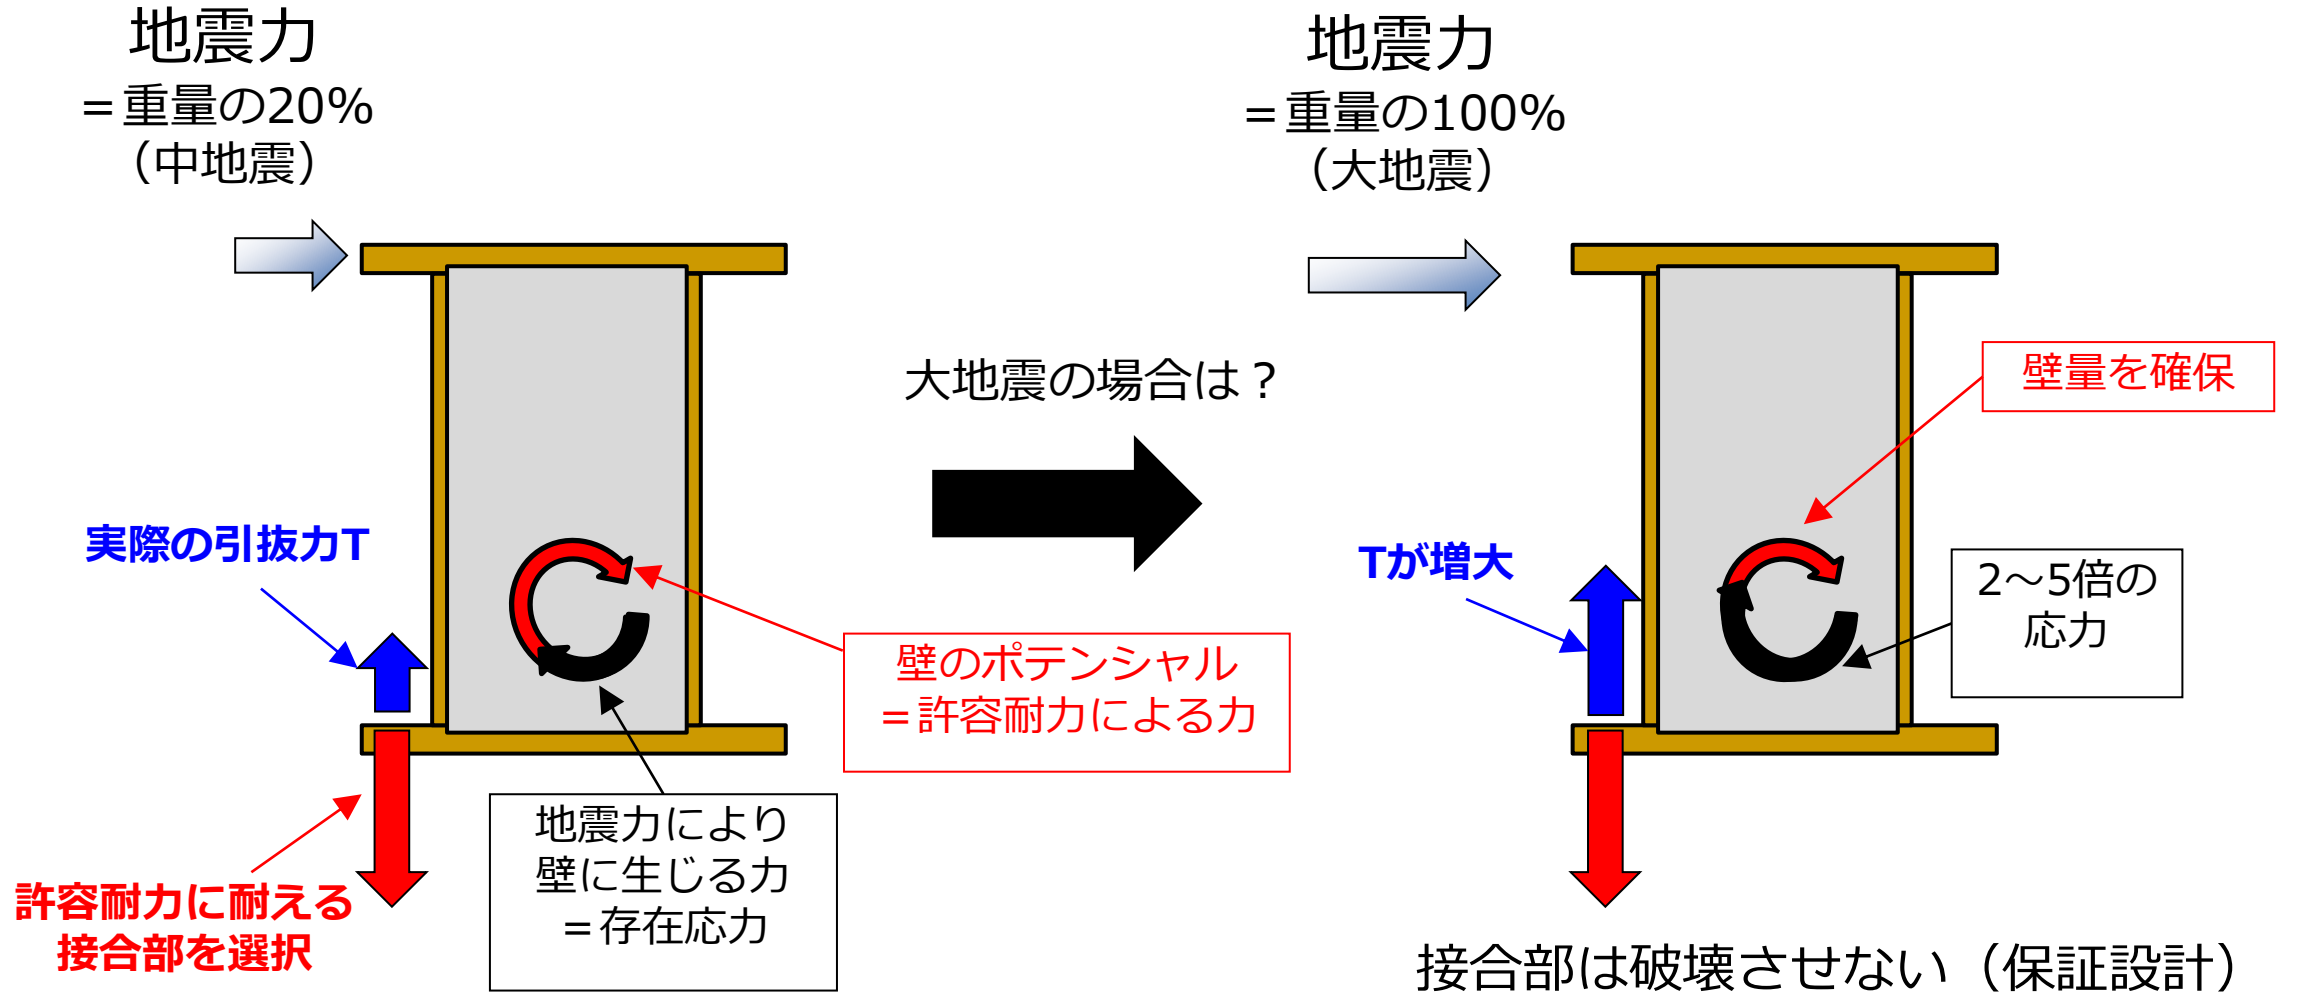 地震力
＝重量の20%
（中地震）
実際の引抜力T
許容耐力に耐える
接合部を選択
壁のポテンシャル
＝許容耐力による力
地震力により
壁に生じる力
＝存在応力
大地震の場合は？
地震力
＝重量の100%
（大地震）
壁量を確保
Tが増大
2～5倍の
応力
接合部は破壊させない（保証設計）